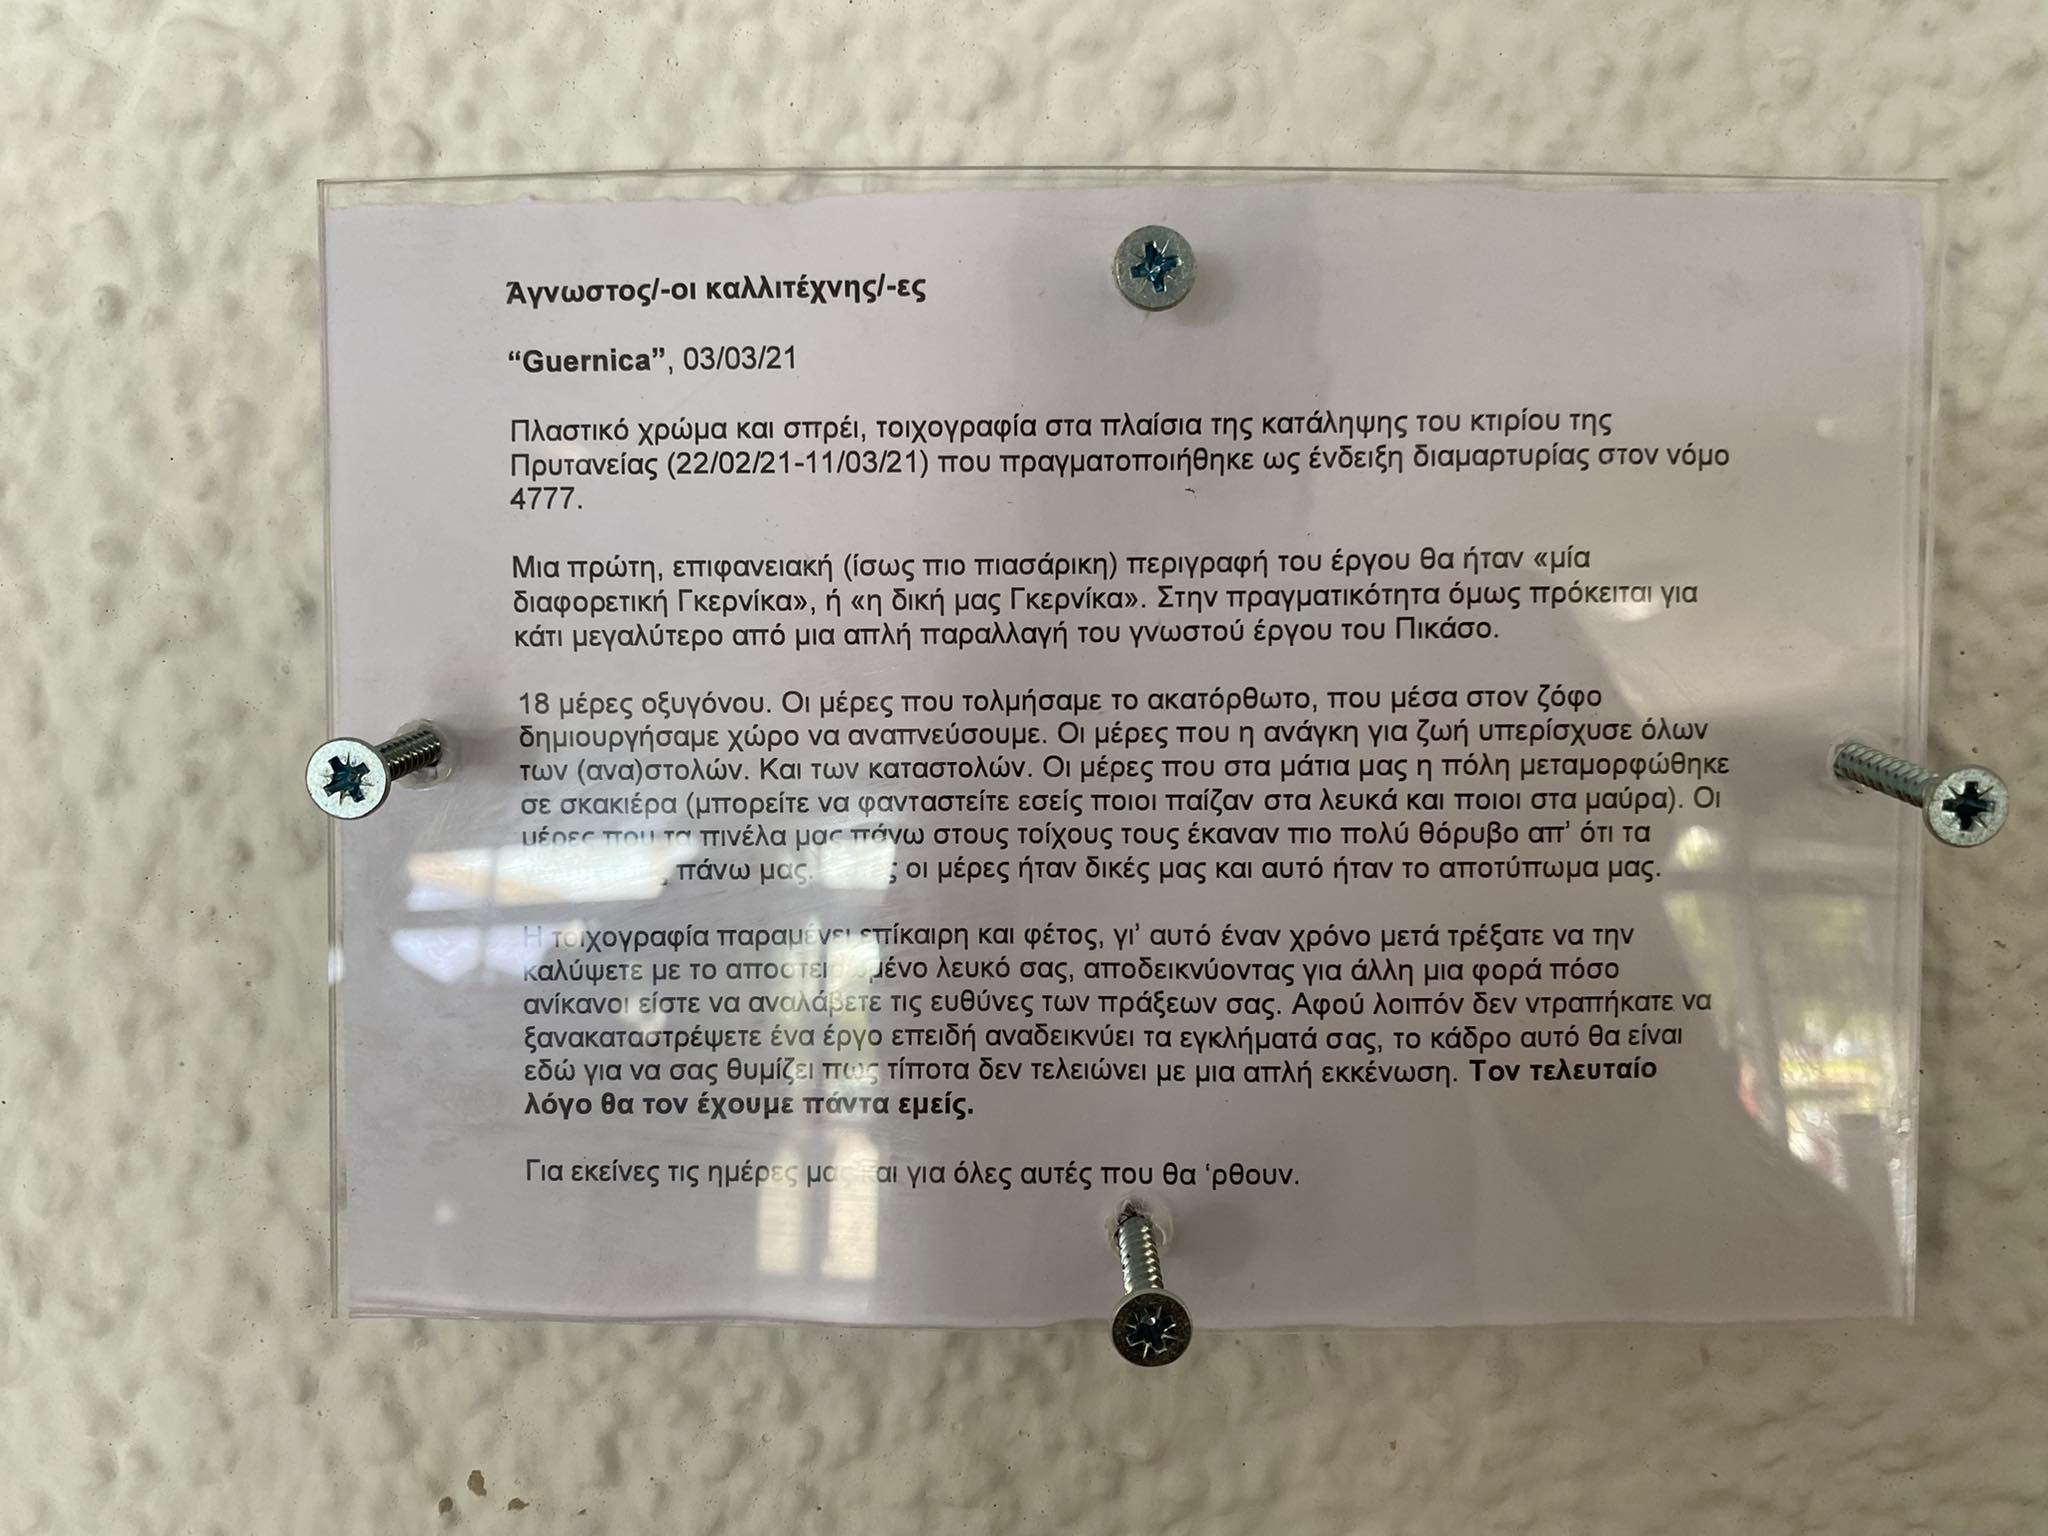 Άγνωστος/-οι καλλιτέχνης/-ες
“Guernica”, 03/03/21
Πλαστικό χρώμα και σπρέι, τοιχογραφία στα πλαίσια της κατάληψης του κτιρίου της
Πρυτανείας (22/02/21-11/03/21) που πραγματοποιήθηκε ως ένδειξη διαμαρτυρίας στον νόμο
4777.
Μια πρώτη, επιφανειακή (ίσως πιο πιασάρικη) περιγραφή του έργου θα ήταν «μία
διαφορετική Γκερνίκα», ή «η δική μας Γκερνίκα». Στην πραγματικότητα όμως πρόκειται για
κάτι μεγαλύτερο από μια απλή παραλλαγή του γνωστού έργου του Πικάσο.
18 μέρες οξυγόνου. Οι μέρες που τολμήσαμε το ακατόρθωτο, που μέσα στον ζόφο
δημιουργήσαμε χώρο να αναπνεύσουμε. Οι μέρες που η ανάγκη για ζωή υπερίσχυσε όλων
των (ανα)στολών. Και των καταστολών. Οι μέρες που στα μάτια μας η πόλη μεταμορφώθηκε
σε σκακιέρα (μπορείτε να φανταστείτε εσείς ποιοι παίζαν στα λευκά και ποιοι στα μαύρα). Οι
μέρες που τα πινέλα μας πάνω στους τοίχους τους έκαναν πιο πολύ θόρυβο απ’ ότι τα
πάνω μας. οι μέρες ήταν δικές μας και αυτό ήταν το αποτύπωμα μας.
Η τοιχογραφία παραμένει επίκαιρη και φέτος, γι’ αυτό έναν χρόνο μετά τρέξατε να την
καλύψετε με το αποστειρωμένο λευκό σας, αποδεικνύοντας για άλλη μια φορά πόσο
ανίκανοι είστε να αναλάβετε τις ευθύνες των πράξεων σας. Αφού λοιπόν δεν ντραπήκατε να
ξανακαταστρέψετε ένα έργο επειδή αναδεικνύει τα εγκλήματά σας, το κάδρο αυτό θα είναι
εδώ για να σας θυμίζει πως τίποτα δεν τελειώνει με μια απλή εκκένωση. Τον τελευταίο
λόγο θα τον έχουμε πάντα εμείς.
Για εκείνες τις ημέρες μας και για όλες αυτές που θα ‘ρθουν.